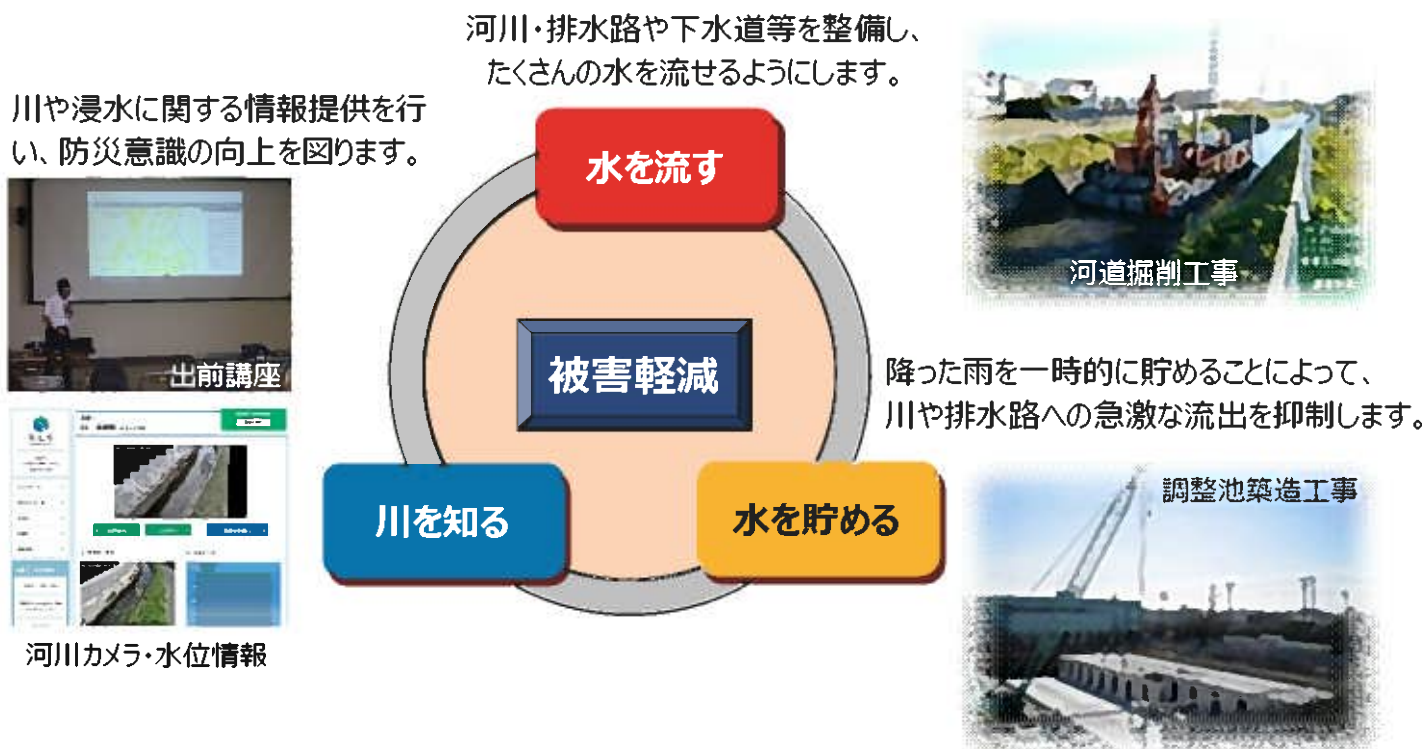 河川・排水路や下水道等を整備し、
たくさんの水を流せるようにします。
川や浸水に関する情報提供を行
い、防災意識の向上を図ります。
水を流す
河道掘削工事
出前講座
被害軽減
降った雨を一時的に貯めることによって、
川や排水路への急激な流出を抑制します。
川を知る
水を貯める
調整池築造工事
河川カメラ・水位情報